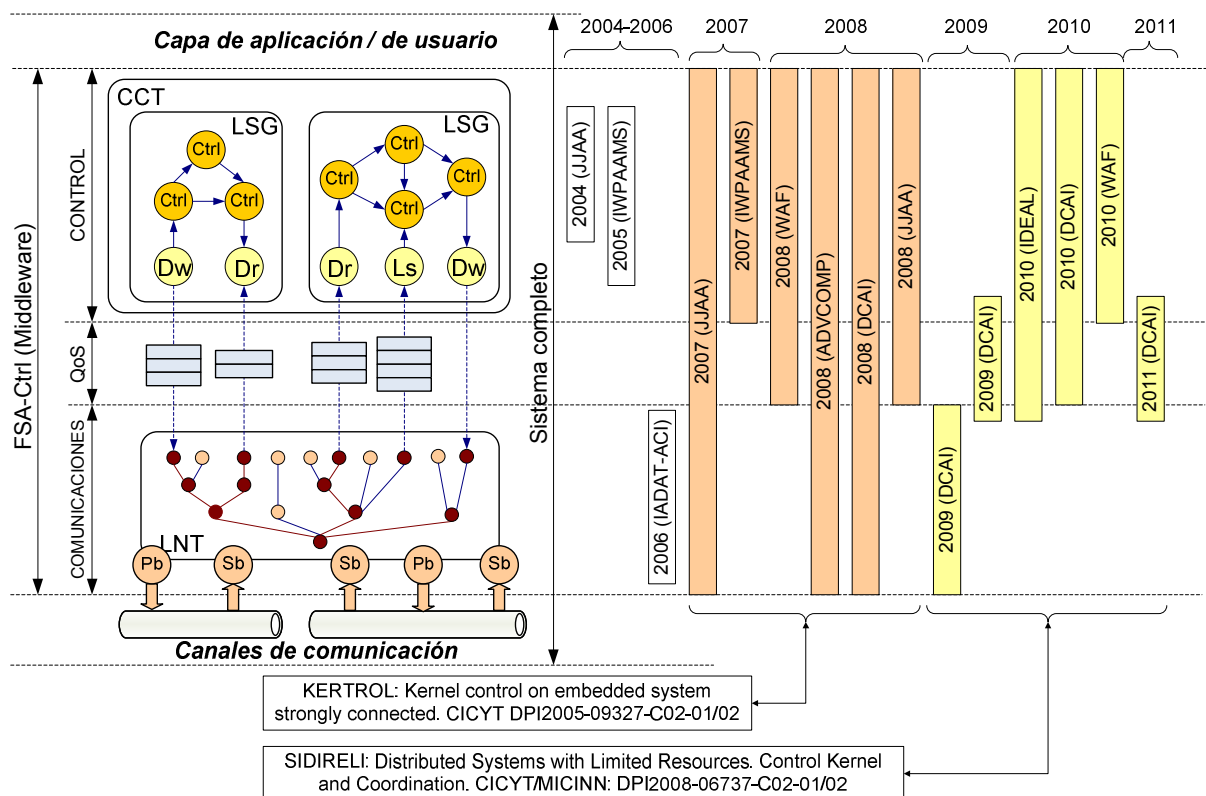 Capa de aplicación / de usuario
2004-2006
2007
2008
2009
2010
2011
FSA-Ctrl (Middleware)
CONTROL
QoS
COMUNICACIONES
Sistema completo
CCT
LSG
LSG
Ctrl
Ctrl
Ctrl
Ctrl
Ctrl
Ctrl
Ctrl
Dw
Dr
Dr
Ls
Dw
LNT
Pb
Sb
Sb
Pb
Sb
Canales de comunicación
2004 (JJAA)
2005 (IWPAAMS)
2006 (IADAT-ACI)
2007 (JJAA)
2007 (IWPAAMS)
2008 (WAF)
2008 (ADVCOMP)
2008 (DCAI)
2008 (JJAA)
2009 (DCAI)
2009 (DCAI)
2010 (IDEAL)
2010 (DCAI)
2010 (WAF)
2011 (DCAI)
KERTROL: Kernel control on embedded system
strongly connected. CICYT DPI2005-09327-C02-01/02
SIDIRELI: Distributed Systems with Limited Resources. Control Kernel
and Coordination. CICYT/MICINN: DPI2008-06737-C02-01/02